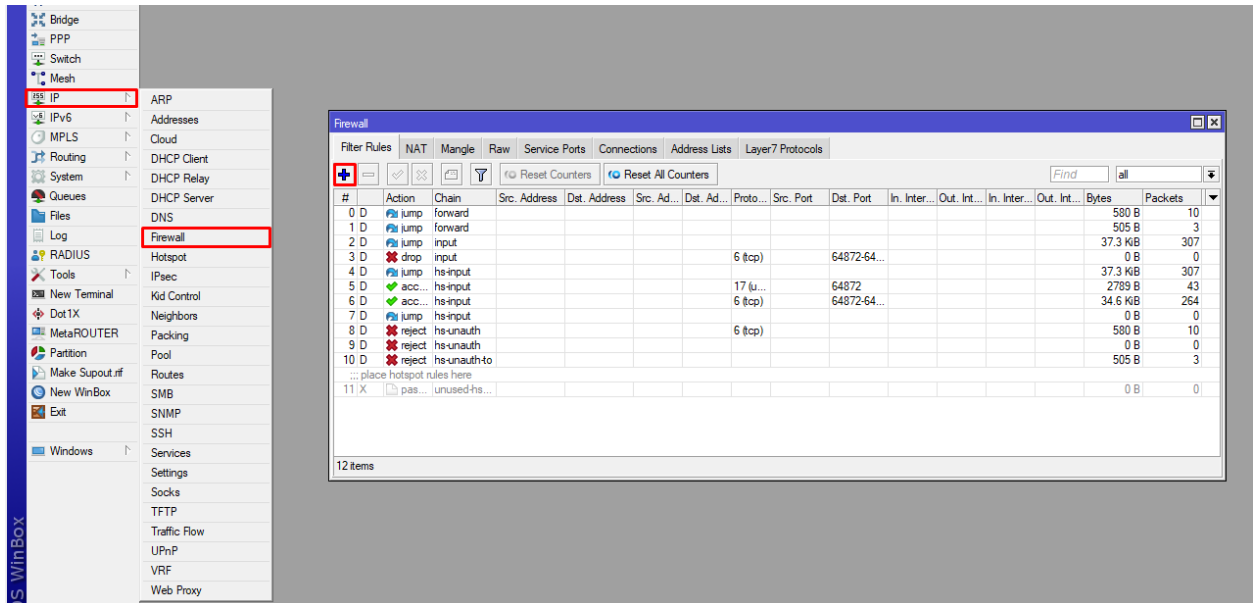 Bridge
PPP
Switch
Mesh
IP
IPv6
MPLS
Routing
System
Queues
Files
Log
RADIUS
Tools
New Terminal
Dot1X
MetaROUTER
Partition
Make Supout.rif
New WinBox
Exit
Windows
OS WinBox
ARP
Addresses
Cloud
DHCP Client
DHCP Relay
DHCP Server
DNS
Firewall
Hotspot
IPsec
Kid Control
Neighbors
Packing
Pool
Routes
SMB
SNMP
SSH
Services
Settings
Socks
TFTP
Traffic Flow
UPnP
VRF
Web Proxy
Firewall
Filter Rules NAT Mangle Raw Service Ports Connections Address Lists Layer7 Protocols
Reset Counters Reset All Counters Find all
# Action Chain Src. Address Dst. Address Src. Ad... Dst. Ad... Proto... Src. Port Dst. Port In. Inter... Out. Int... In. Inter... Out. Int... Bytes Packets
0 D jump forward 580 B 10
1 D jump forward 505 B 3
2 D jump input 37.3 KiB 307
3 D drop input 6 (tcp) 64872-64... 0 B 0
4 D jump hs-input 37.3 KiB 307
5 D acc... hs-input 17 (u... 64872 2789 B 43
6 D acc... hs-input 6 (tcp) 64872-64... 34.6 KiB 264
7 D jump hs-input 0 B 0
8 D reject hs-unauth 6 (tcp) 580 B 10
9 D reject hs-unauth 0 B 0
10 D reject hs-unauth-to 505 B 3
;;; place hotspot rules here
11 X pas... unused-hs... 0 B 0
12 items